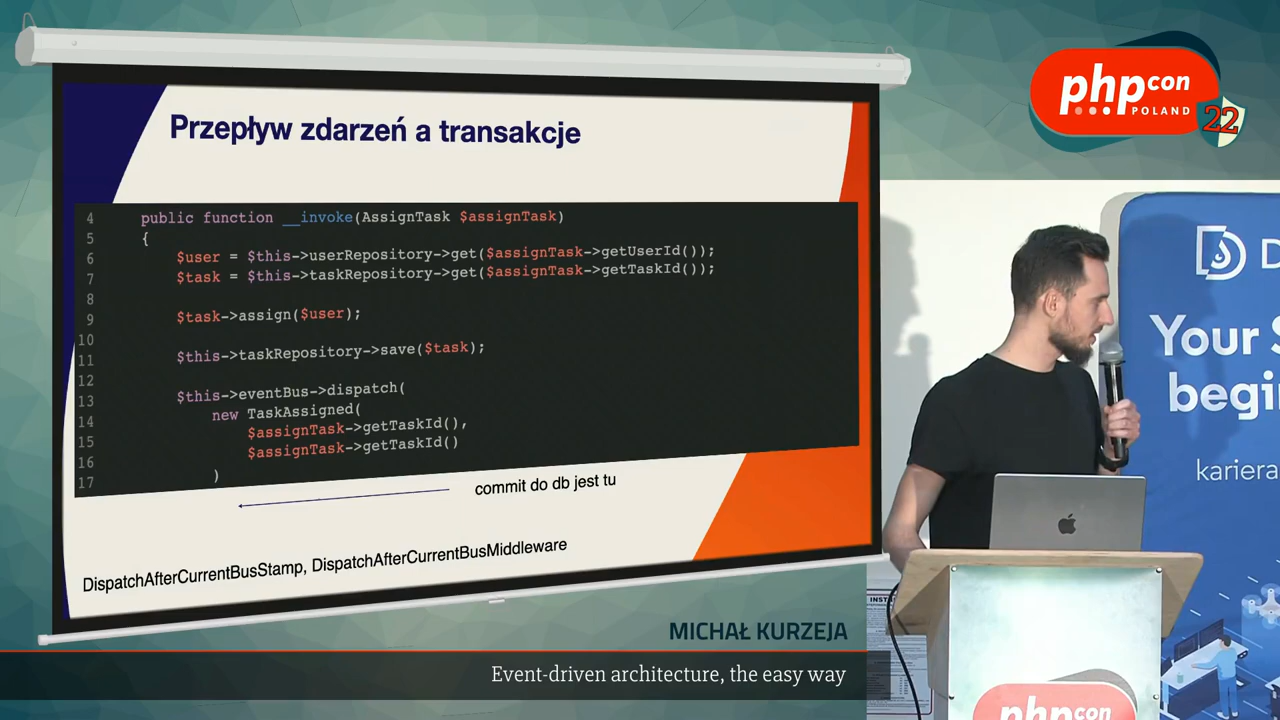 Przepływ zdarzeń a transakcje
4 public function __invoke(AssignTask $assignTask)
5 {
6 $user = $this->userRepository->get($assignTask->getUserId());
7 $task = $this->taskRepository->get($assignTask->getTaskId());
8
9 $task->assign($user);
10
11 $this->taskRepository->save($task);
12
13 $this->eventBus->dispatch(
14 new TaskAssigned(
15 $assignTask->getTaskId(),
16 $assignTask->getTaskId()
17 )
commit do db jest tu
DispatchAfterCurrentBusStamp, DispatchAfterCurrentBusMiddleware
phpcon
POLAND
22
D
Your S
begi
kariera
INST
MICHAŁ KURZEJA
Event-driven architecture, the easy way
phpcon